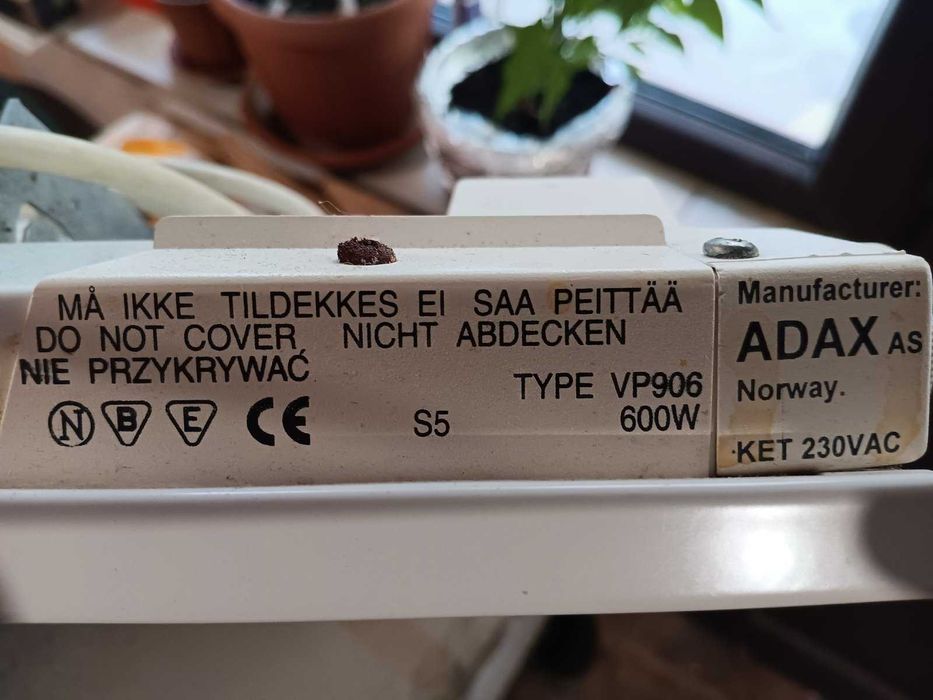 MÅ IKKE TILDEKKES EI SAA PEITTÄÄ
DO NOT COVER NICHT ABDECKEN
NIE PRZYKRYWAĆ
TYPE VP906
N B E CE S5 600W
Manufacturer:
ADAX AS
Norway.
KET 230VAC